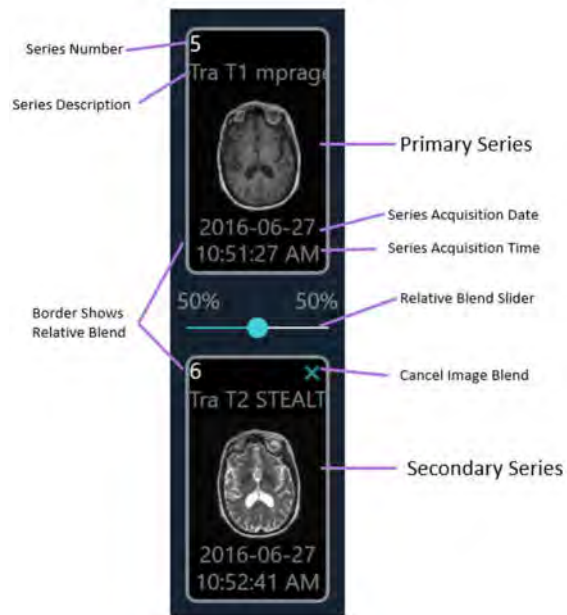 Series Number
5
Tra T1 mprage
Series Description
Primary Series
2016-06-27
Series Acquisition Date
10:51:27 AM
Series Acquisition Time
50% 50%
Relative Blend Slider
Border Shows
Relative Blend
6
Cancel Image Blend
Tra T2 STEALT
Secondary Series
2016-06-27
10:52:41 AM